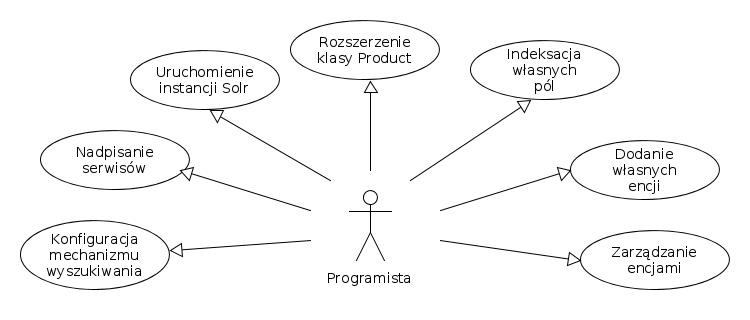 Rozszerzenie
klasy Product
Indeksacja
własnych
pól
Uruchomienie
instancji Solr
Nadpisanie
serwisów
Dodanie
własnych
encji
Konfiguracja
mechanizmu
wyszukiwania
Zarządzanie
encjami
Programista